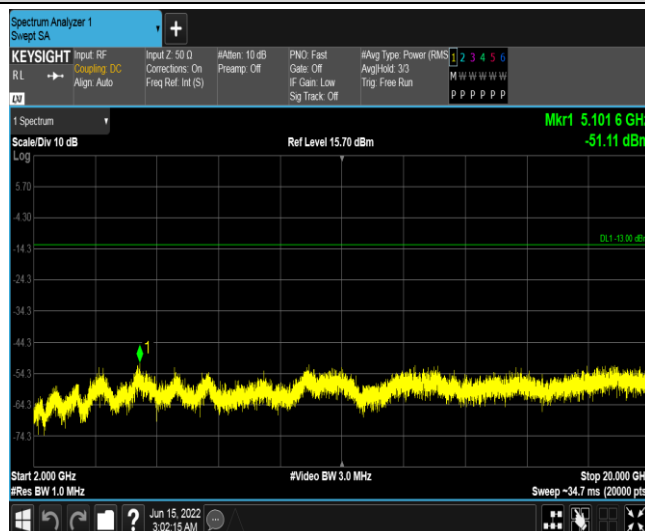 Spectrum Analyzer 1
Swept SA
+
KEYSIGHT
RL
LXI
Input: RF
Coupling: DC
Align: Auto
Input Z: 50 Ω
Corrections: On
Freq Ref: Int (S)
#Atten: 10 dB
Preamp: Off
PNO: Fast
Gate: Off
IF Gain: Low
Sig Track: Off
#Avg Type: Power (RMS
Avg|Hold: 3/3
Trig: Free Run
1 2 3 4 5 6
M W W W W W
P P P P P P
1 Spectrum
Scale/Div 10 dB
Log
Ref Level 15.70 dBm
Mkr1 5.101 6 GHz
-51.11 dBm
5.70
-4.30
-14.3
-24.3
-34.3
-44.3
-54.3
-64.3
-74.3
DL1 -13.00 dBm
1
Start 2.000 GHz
#Res BW 1.0 MHz
#Video BW 3.0 MHz
Stop 20.000 GH
Sweep ~34.7 ms (20000 pts
?
Jun 15, 2022
3:02:15 AM